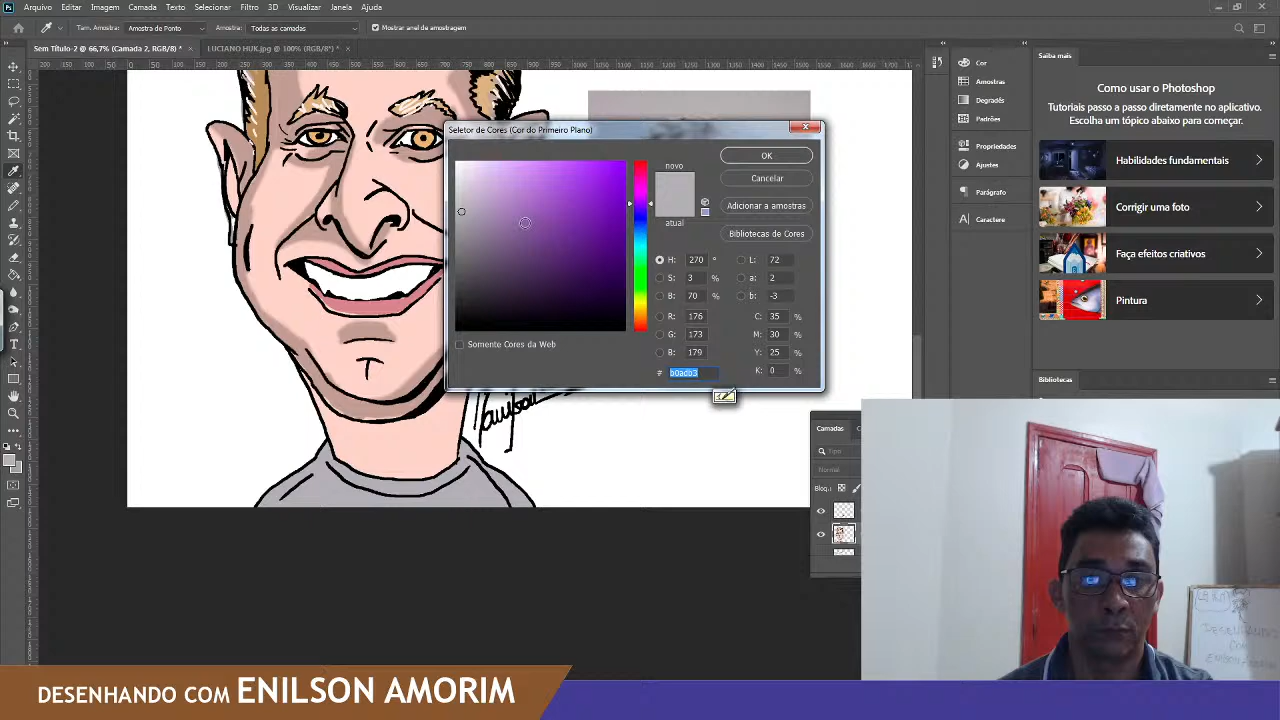 Arquivo Editar Imagem Camada Texto Selecionar Filtro 3D Visualizar Janela Ajuda
Tam. Amostra: Amostra de Ponto Amostra: Todas as camadas Mostrar anel de amostragem
Sem Título-2 @ 66,7% (Camada 2, RGB/8) * × LUCIANO HUK.jpg @ 100% (RGB/8*) ×
Seletor de Cores (Cor do Primeiro Plano)
novo
atual
OK
Cancelar
Adicionar a amostras
Bibliotecas de Cores
H: 270 ° L: 72
S: 3 % a: 2
B: 70 % b: -3
R: 176 C: 35 %
G: 173 M: 30 %
B: 179 Y: 25 %
# b0adb3 K: 0 %
Somente Cores da Web
Cor
Amostras
Degradês
Padrões
Propriedades
Ajustes
Parágrafo
Caractere
Saiba mais
Como usar o Photoshop
Tutoriais passo a passo diretamente no aplicativo.
Escolha um tópico abaixo para começar.
Habilidades fundamentais
Corrigir uma foto
Faça efeitos criativos
Pintura
Bibliotecas
Camadas
Tipo
Normal
Bloq.:
DESENHANDO COM ENILSON AMORIM